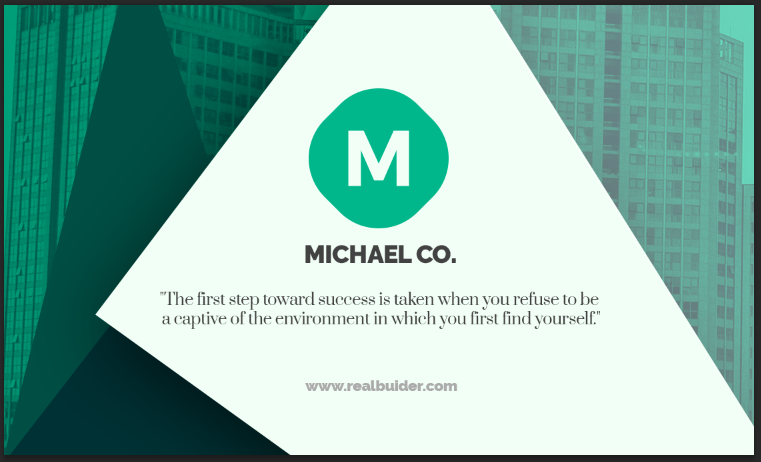 M
MICHAEL CO.
"The first step toward success is taken when you refuse to be
a captive of the environment in which you first find yourself."
www.realbuider.com